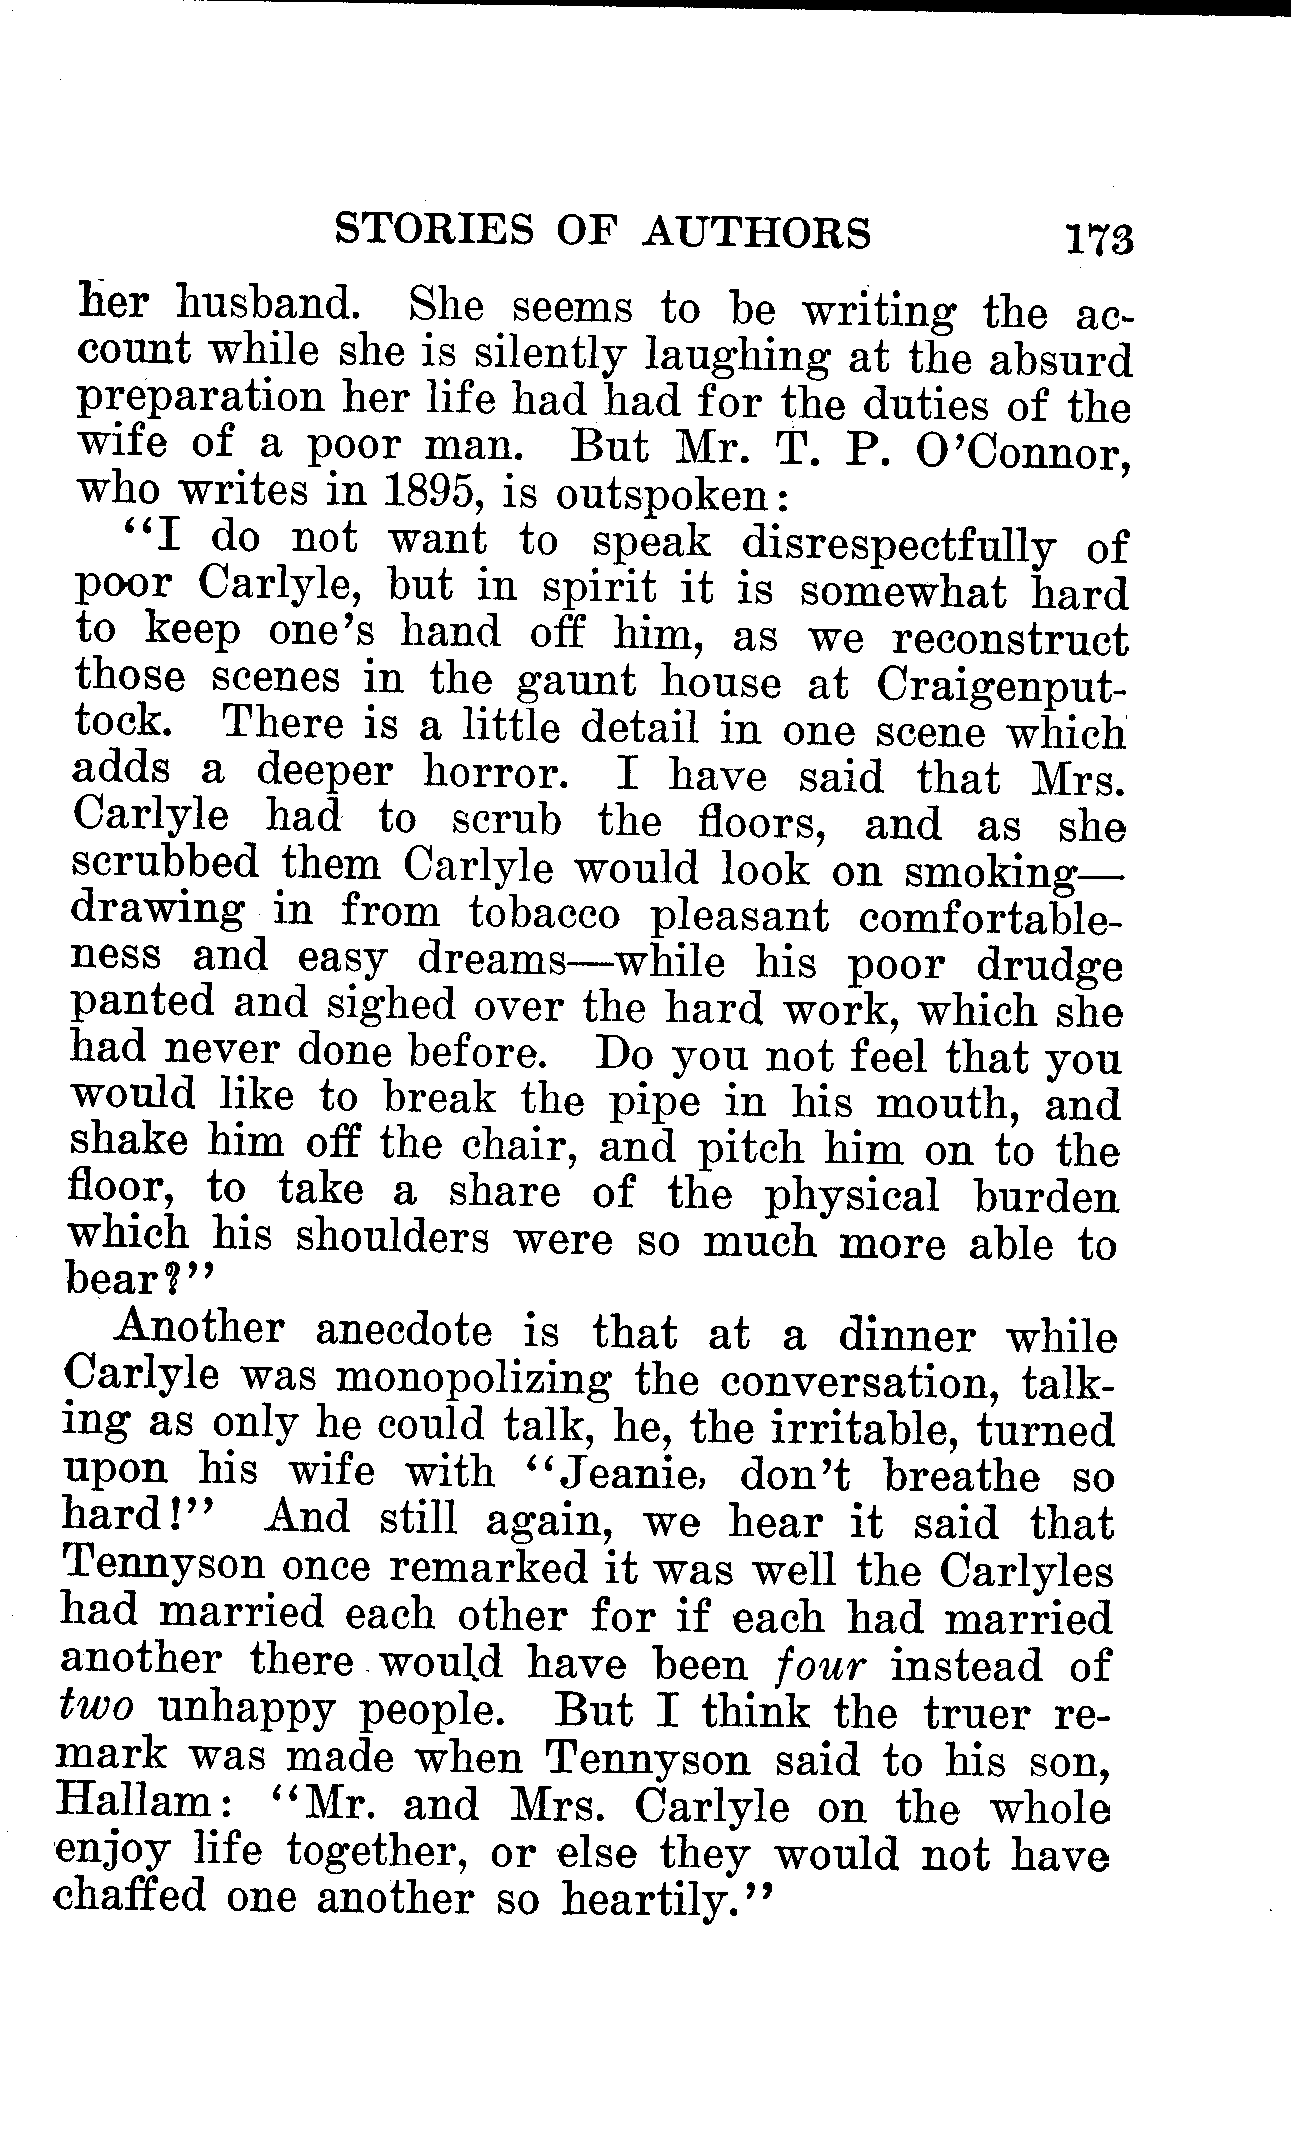 STORIES OF AUTHORS 173
her husband. She seems to be writing the ac-
count while she is silently laughing at the absurd
preparation her life had had for the duties of the
wife of a poor man. But Mr. T. P. O'Connor,
who writes in 1895, is outspoken:
"I do not want to speak disrespectfully of
poor Carlyle, but in spirit it is somewhat hard
to keep one's hand off him, as we reconstruct
those scenes in the gaunt house at Craigenput-
tock. There is a little detail in one scene which
adds a deeper horror. I have said that Mrs.
Carlyle had to scrub the floors, and as she
scrubbed them Carlyle would look on smoking—
drawing in from tobacco pleasant comfortable-
ness and easy dreams—while his poor drudge
panted and sighed over the hard work, which she
had never done before. Do you not feel that you
would like to break the pipe in his mouth, and
shake him off the chair, and pitch him on to the
floor, to take a share of the physical burden
which his shoulders were so much more able to
bear?"
Another anecdote is that at a dinner while
Carlyle was monopolizing the conversation, talk-
ing as only he could talk, he, the irritable, turned
upon his wife with "Jeanie, don't breathe so
hard!" And still again, we hear it said that
Tennyson once remarked it was well the Carlyles
had married each other for if each had married
another there would have been four instead of
two unhappy people. But I think the truer re-
mark was made when Tennyson said to his son,
Hallam: "Mr. and Mrs. Carlyle on the whole
enjoy life together, or else they would not have
chaffed one another so heartily."